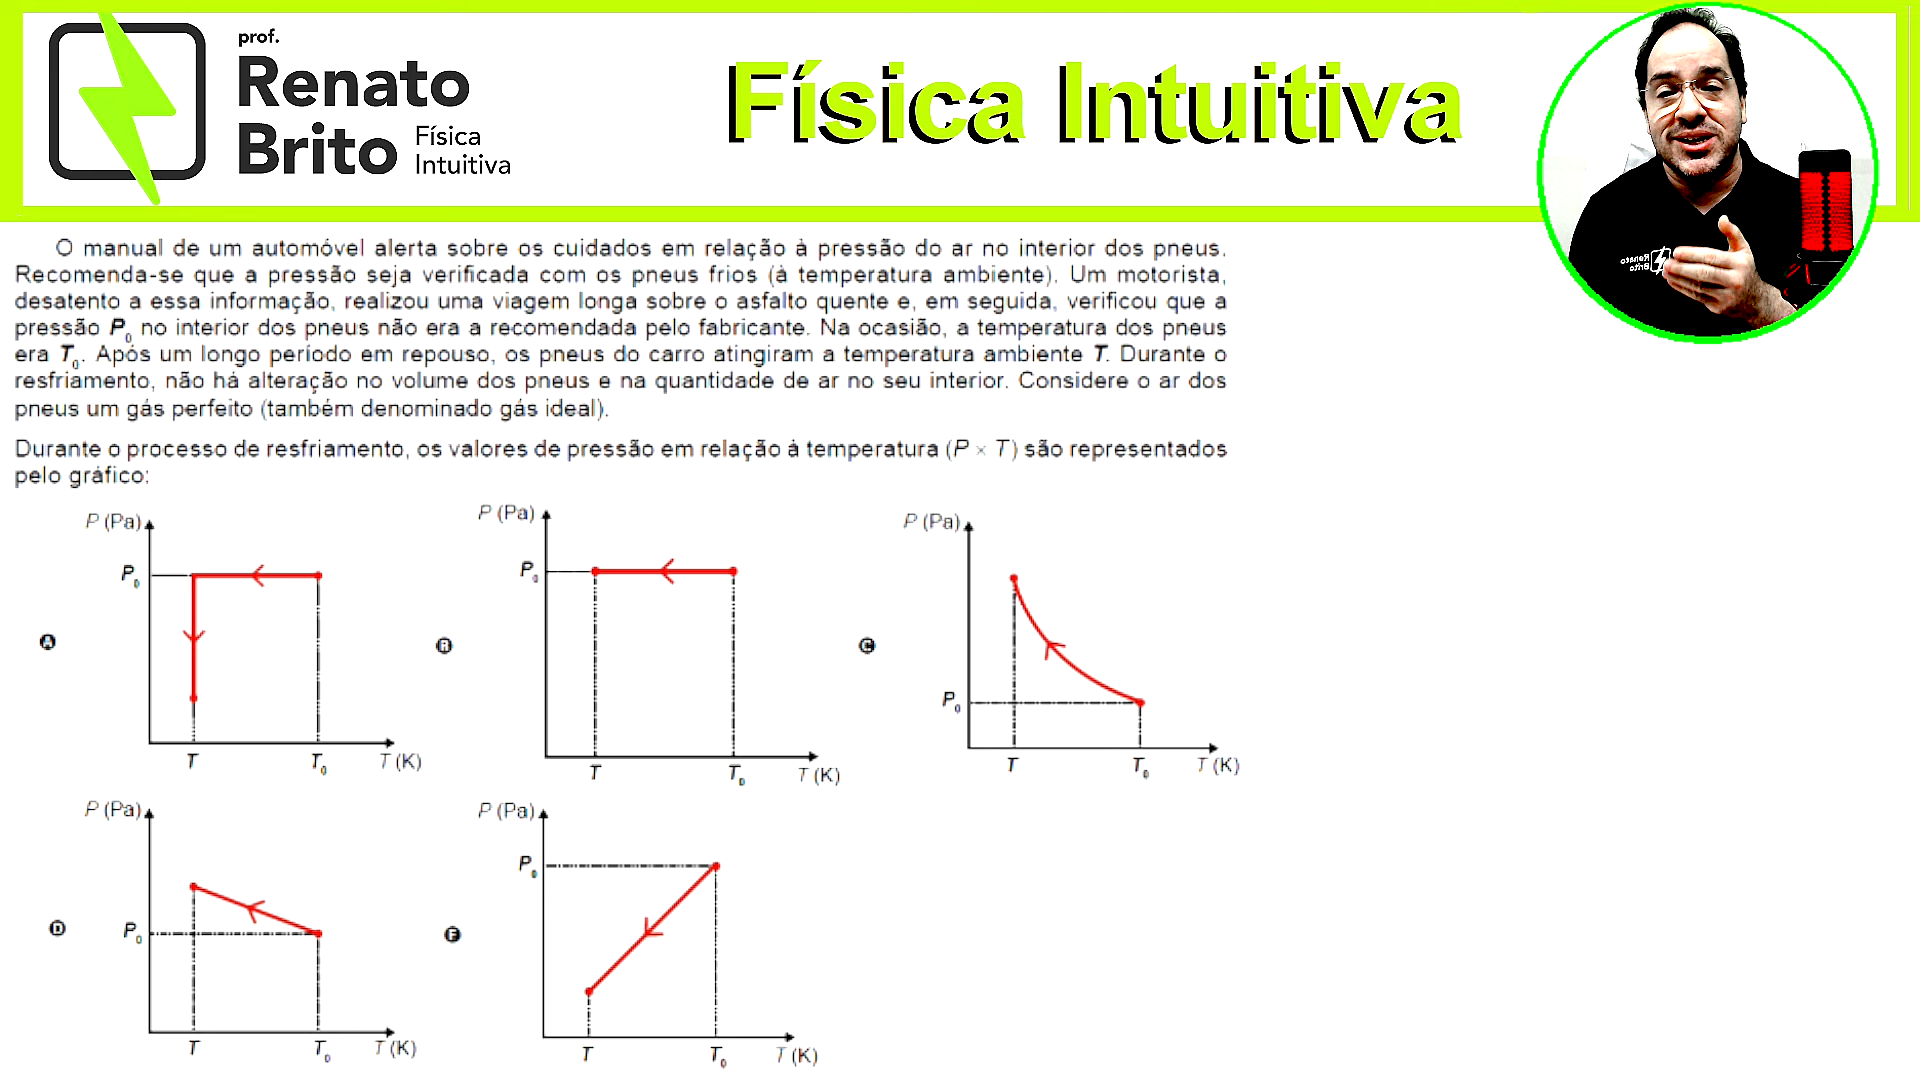 prof.
Renato
Brito Física
Intuitiva
Física Intuitiva
Renato
Brito
O manual de um automóvel alerta sobre os cuidados em relação à pressão do ar no interior dos pneus.
Recomenda-se que a pressão seja verificada com os pneus frios (à temperatura ambiente). Um motorista,
desatento a essa informação, realizou uma viagem longa sobre o asfalto quente e, em seguida, verificou que a
pressão P₀ no interior dos pneus não era a recomendada pelo fabricante. Na ocasião, a temperatura dos pneus
era T₀. Após um longo período em repouso, os pneus do carro atingiram a temperatura ambiente T. Durante o
resfriamento, não há alteração no volume dos pneus e na quantidade de ar no seu interior. Considere o ar dos
pneus um gás perfeito (também denominado gás ideal).
Durante o processo de resfriamento, os valores de pressão em relação à temperatura (P × T) são representados
pelo gráfico:
A
P (Pa)
P₀
T T₀ T (K)
B
P (Pa)
P₀
T T₀ T (K)
C
P (Pa)
P₀
T T₀ T (K)
D
P (Pa)
P₀
T T₀ T (K)
E
P (Pa)
P₀
T T₀ T (K)